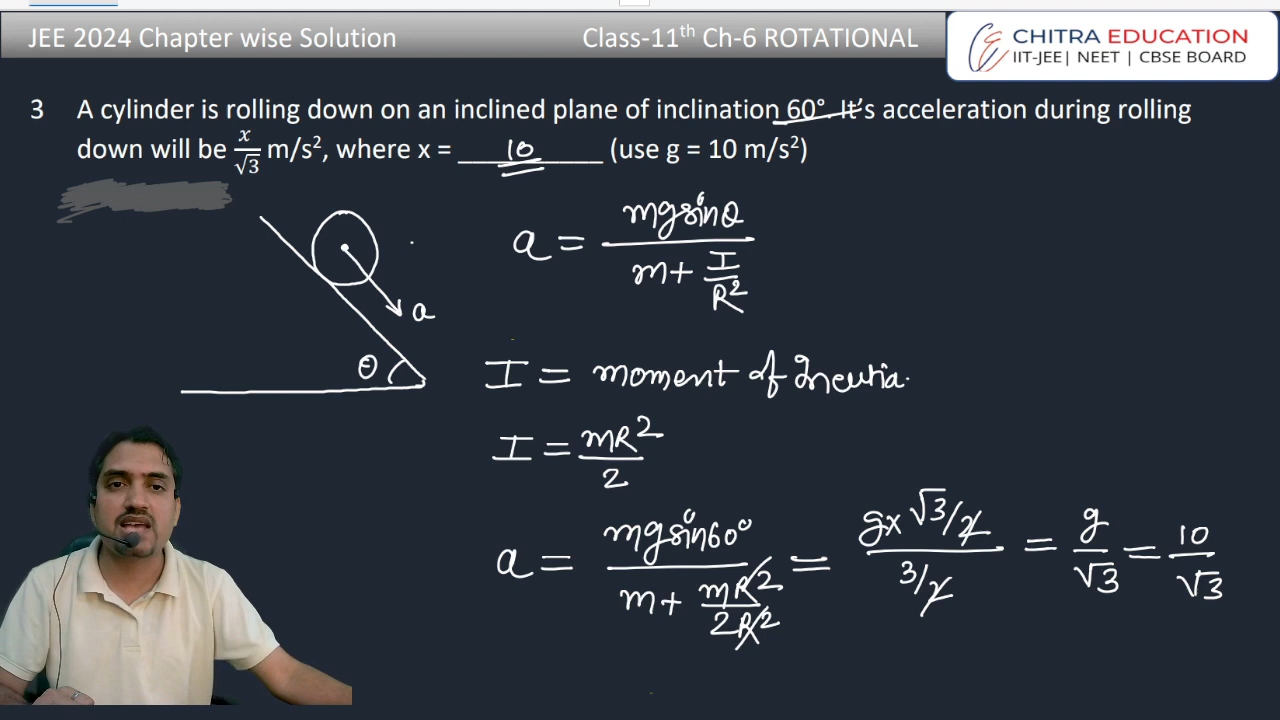 JEE 2024 Chapter wise Solution Class-11th Ch-6 ROTATIONAL
CHITRA EDUCATION
IIT-JEE| NEET | CBSE BOARD
3 A cylinder is rolling down on an inclined plane of inclination 60°. It's acceleration during rolling
down will be x/√3 m/s², where x = ___10___ (use g = 10 m/s²)
a = mg sinθ / (m + I/R²)
a
θ
I = moment of Inertia.
I = mR²/2
a = mg sin60° / (m + mR²/2R²) = g x √3/2 / 3/2 = g/√3 = 10/√3